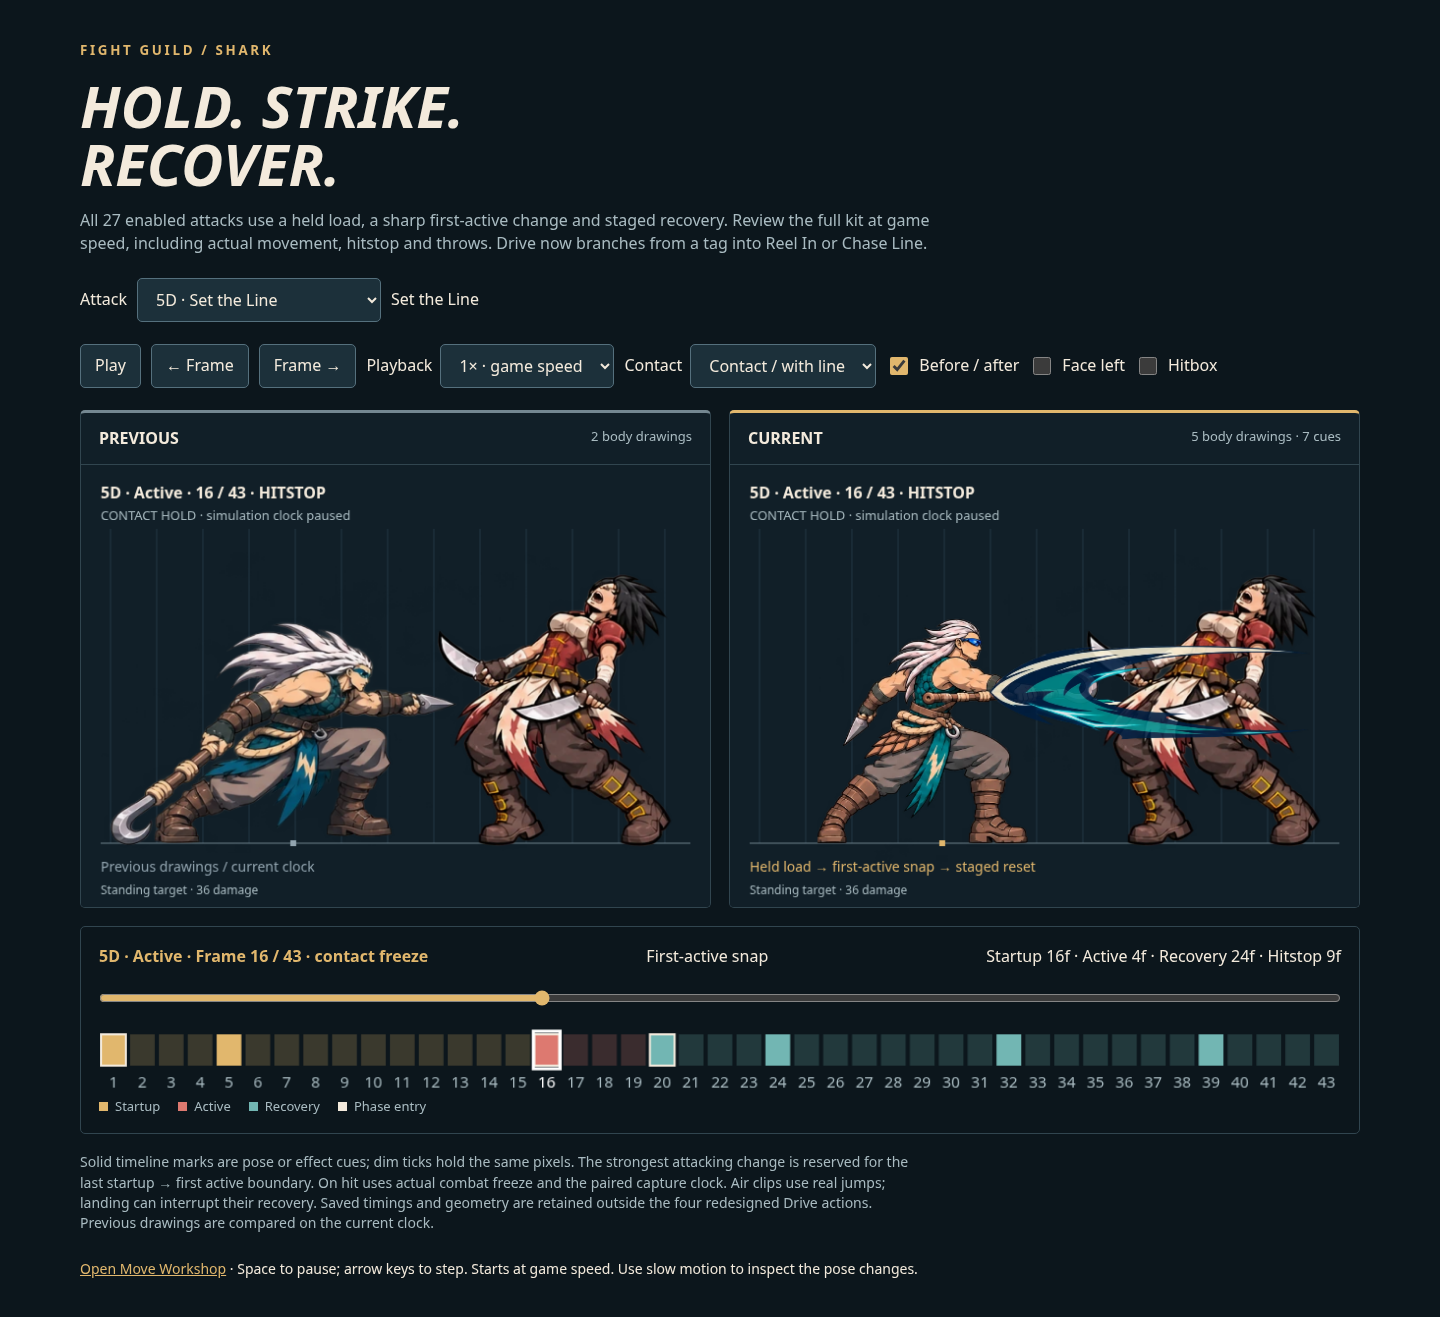 FIGHT GUILD / SHARK
HOLD. STRIKE.
RECOVER.
All 27 enabled attacks use a held load, a sharp first-active change and staged recovery. Review the full kit at game
speed, including actual movement, hitstop and throws. Drive now branches from a tag into Reel In or Chase Line.
Attack 5D · Set the Line Set the Line
Play ← Frame Frame → Playback 1× · game speed Contact Contact / with line Before / after Face left Hitbox
PREVIOUS 2 body drawings
5D · Active · 16 / 43 · HITSTOP
CONTACT HOLD · simulation clock paused
Previous drawings / current clock
Standing target · 36 damage
CURRENT 5 body drawings · 7 cues
5D · Active · 16 / 43 · HITSTOP
CONTACT HOLD · simulation clock paused
Held load → first-active snap → staged reset
Standing target · 36 damage
5D · Active · Frame 16 / 43 · contact freeze First-active snap Startup 16f · Active 4f · Recovery 24f · Hitstop 9f
1 2 3 4 5 6 7 8 9 10 11 12 13 14 15 16 17 18 19 20 21 22 23 24 25 26 27 28 29 30 31 32 33 34 35 36 37 38 39 40 41 42 43
Startup Active Recovery Phase entry
Solid timeline marks are pose or effect cues; dim ticks hold the same pixels. The strongest attacking change is reserved for the
last startup → first active boundary. On hit uses actual combat freeze and the paired capture clock. Air clips use real jumps;
landing can interrupt their recovery. Saved timings and geometry are retained outside the four redesigned Drive actions.
Previous drawings are compared on the current clock.
Open Move Workshop · Space to pause; arrow keys to step. Starts at game speed. Use slow motion to inspect the pose changes.